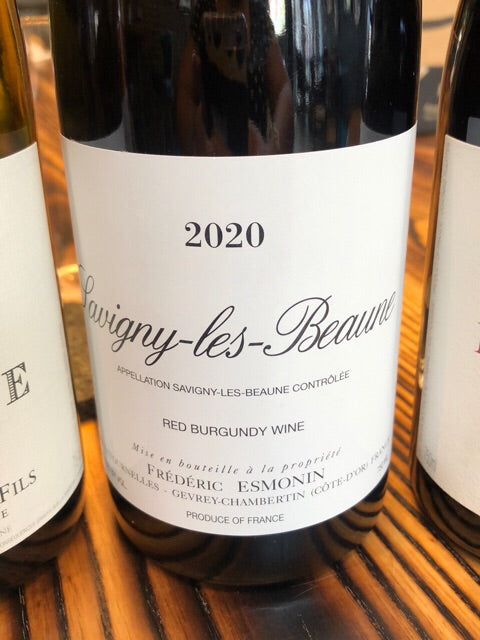 2020
Savigny-les-Beaune
APPELLATION SAVIGNY-LES-BEAUNE CONTRÔLÉE
RED BURGUNDY WINE
Mise en bouteille à la propriété
FRÉDÉRIC ESMONIN
GEVREY-CHAMBERTIN (CÔTE-D'OR)
PRODUCE OF FRANCE
E
FILS
E